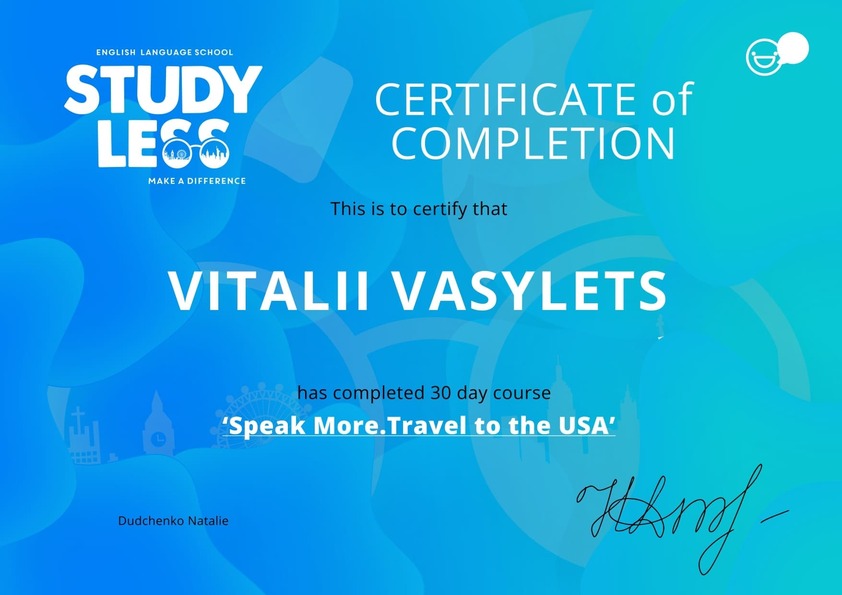 ENGLISH LANGUAGE SCHOOL
STUDY
LESS
MAKE A DIFFERENCE
CERTIFICATE of
COMPLETION
This is to certify that
VITALII VASYLETS
has completed 30 day course
‘Speak More.Travel to the USA’
Dudchenko Natalie